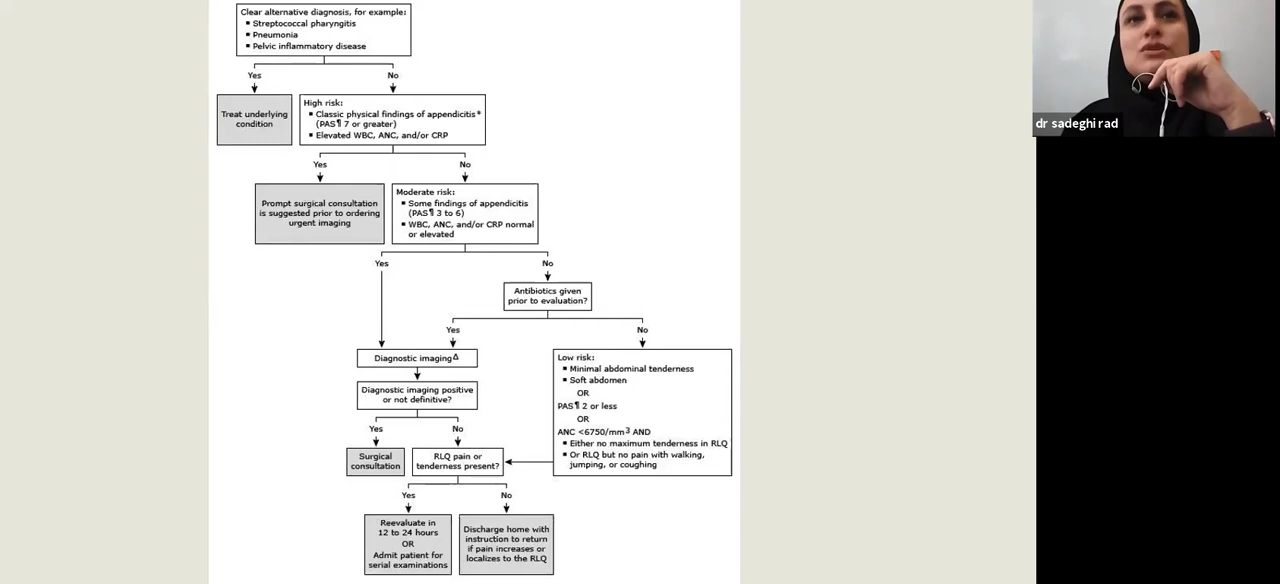 Clear alternative diagnosis, for example:
▪ Streptococcal pharyngitis
▪ Pneumonia
▪ Pelvic inflammatory disease
Yes
No
Treat underlying
condition
High risk:
▪ Classic physical findings of appendicitis*
(PAS¶ 7 or greater)
▪ Elevated WBC, ANC, and/or CRP
Yes
No
Prompt surgical consultation
is suggested prior to ordering
urgent imaging
Moderate risk:
▪ Some findings of appendicitis
(PAS¶ 3 to 6)
▪ WBC, ANC, and/or CRP normal
or elevated
Yes
No
Antibiotics given
prior to evaluation?
Yes
No
Diagnostic imagingΔ
Diagnostic imaging positive
or not definitive?
Low risk:
▪ Minimal abdominal tenderness
▪ Soft abdomen
OR
PAS¶ 2 or less
OR
ANC <6750/mm³ AND
▪ Either no maximum tenderness in RLQ
▪ Or RLQ but no pain with walking,
jumping, or coughing
Yes
No
Surgical
consultation
RLQ pain or
tenderness present?
Yes
No
Reevaluate in
12 to 24 hours
OR
Admit patient for
serial examinations
Discharge home with
instruction to return
if pain increases or
localizes to the RLQ
dr sadeghi rad